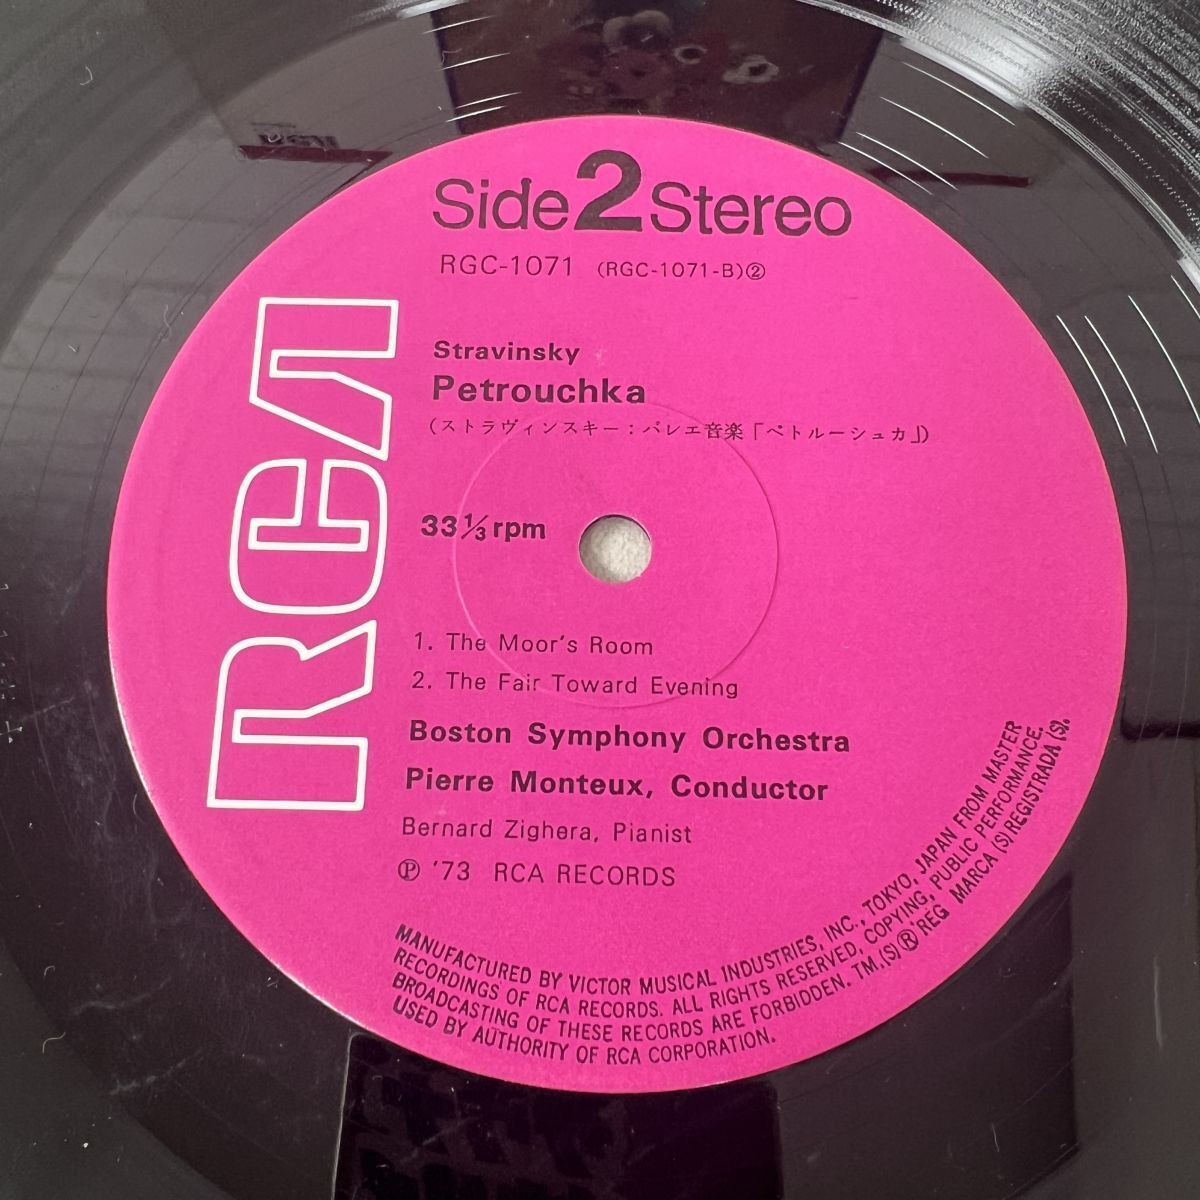 Side 2 Stereo
RGC-1071 (RGC-1071-B)②
RCA
Stravinsky
Petrouchka
(ストラヴィンスキー：バレエ音楽「ペトルーシュカ」)
33 1/3 rpm
1. The Moor's Room
2. The Fair Toward Evening
Boston Symphony Orchestra
Pierre Monteux, Conductor
Bernard Zighera, Pianist
Ⓟ '73 RCA RECORDS
MANUFACTURED BY VICTOR MUSICAL INDUSTRIES, INC., TOKYO, JAPAN FROM MASTER
RECORDINGS OF RCA RECORDS. ALL RIGHTS RESERVED, COPYING, PUBLIC PERFORMANCE,
BROADCASTING OF THESE RECORDS ARE FORBIDDEN. TM.(S)® REG MARCA (S) REGISTRADA (S).
USED BY AUTHORITY OF RCA CORPORATION.